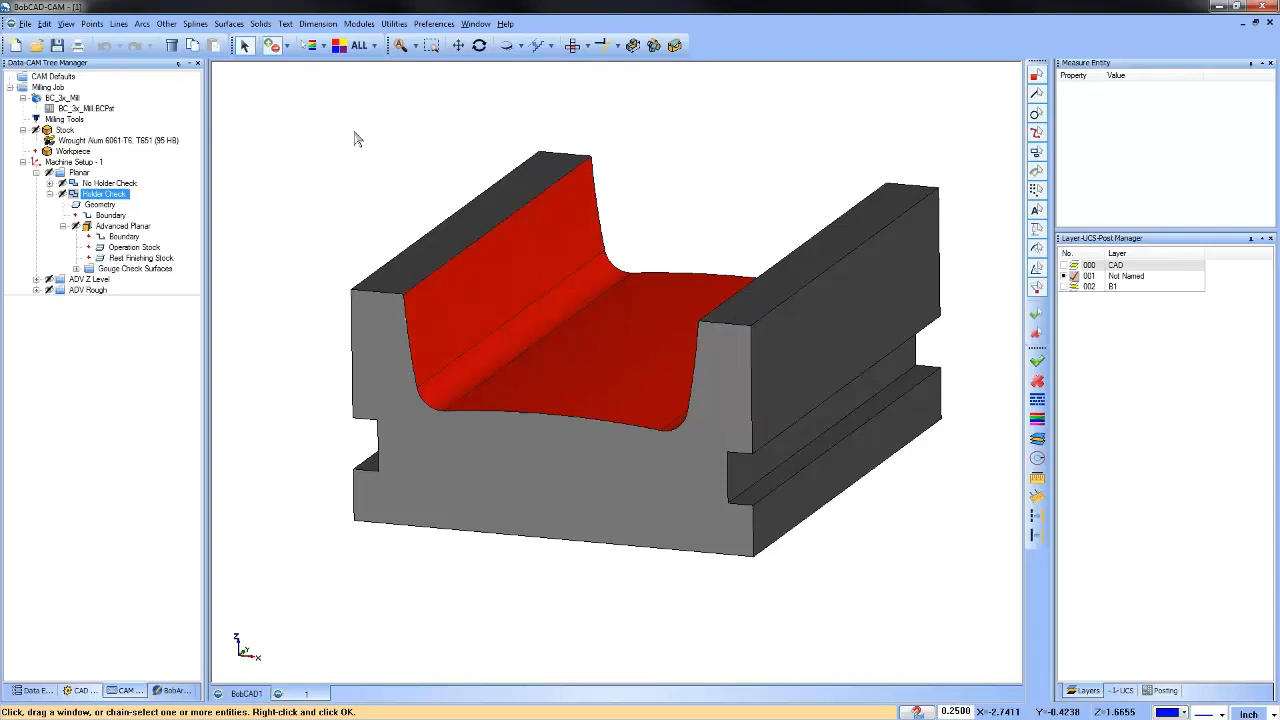 BobCAD-CAM - [1]
File Edit View Points Lines Arcs Other Splines Surfaces Solids Text Dimension Modules Utilities Preferences Window Help
ALL
Data-CAM Tree Manager
CAM Defaults
Milling Job
BC_3x_Mill
BC_3x_Mill.BCPst
Milling Tools
Stock
Wrought Alum 6061-T6, T651 (95 HB)
Workpiece
Machine Setup - 1
Planar
No Holder Check
Holder Check
Geometry
Boundary
Advanced Planar
Boundary
Operation Stock
Rest Finishing Stock
Gouge Check Surfaces
ADV Z Level
ADV Rough
Z
Y
X
Measure Entity
Property Value
Layer-UCS-Post Manager
No. Layer
000 CAD
001 Not Named
002 B1
Data E... CAD ... CAM ... BobAr...
BobCAD1 1
Layers UCS Posting
Click, drag a window, or chain-select one or more entities. Right-click and click OK.
0.2500 X=-2.7411 Y=-0.4238 Z=1.6655 Inch